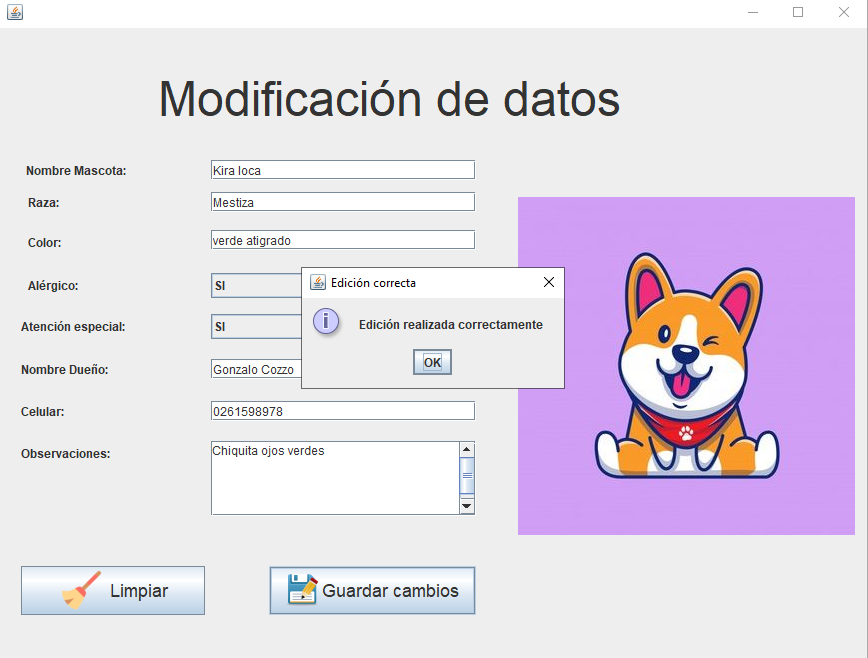 Modificación de datos
Nombre Mascota: Kira loca
Raza: Mestiza
Color: verde atigrado
Alérgico: SI
Atención especial: SI
Nombre Dueño: Gonzalo Cozzo
Celular: 0261598978
Observaciones: Chiquita ojos verdes
Edición correcta
Edición realizada correctamente
OK
Limpiar
Guardar cambios